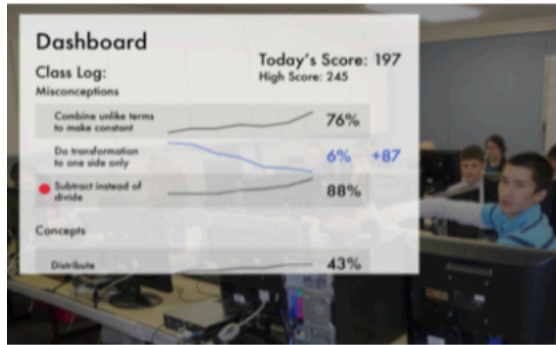 Dashboard
Today's Score: 197
Class Log:
High Score: 245
Misconceptions
Combine unlike terms
to make constant
76%
Do transformation
to one side only
6% +87
Subtract instead of
divide
88%
Concepts
Distribute
43%